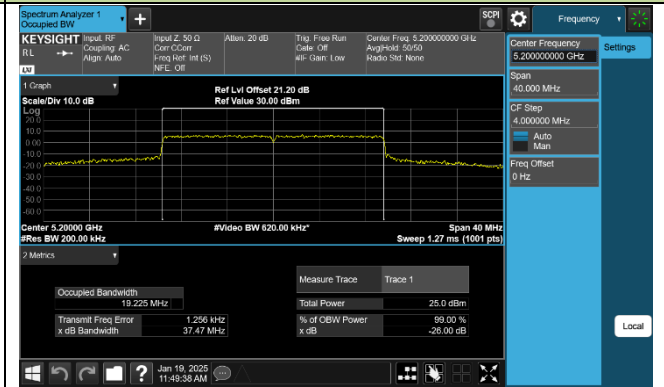 Spectrum Analyzer 1
Occupied BW
SCPI
Frequency
KEYSIGHT
RL
LXI
Input: RF
Coupling: AC
Align: Auto
Input Z: 50 Ω
Corr CCorr
Freq Ref: Int (S)
NFE: Off
Atten: 20 dB
Trig: Free Run
Gate: Off
#IF Gain: Low
Center Freq: 5.200000000 GHz
Avg|Hold: 50/50
Radio Std: None
Center Frequency
5.200000000 GHz
Settings
Span
40.000 MHz
CF Step
4.000000 MHz
Auto
Man
Freq Offset
0 Hz
1 Graph
Scale/Div 10.0 dB
Ref Lvl Offset 21.20 dB
Ref Value 30.00 dBm
Log
20.0
10.0
0.00
-10.0
-20.0
-30.0
-40.0
-50.0
-60.0
Center 5.20000 GHz
#Res BW 200.00 kHz
#Video BW 620.00 kHz*
Span 40 MHz
Sweep 1.27 ms (1001 pts)
2 Metrics
Measure Trace
Trace 1
Occupied Bandwidth
19.225 MHz
Total Power
25.0 dBm
Transmit Freq Error
1.256 kHz
% of OBW Power
99.00 %
x dB Bandwidth
37.47 MHz
x dB
-26.00 dB
Local
Jan 19, 2025
11:49:38 AM